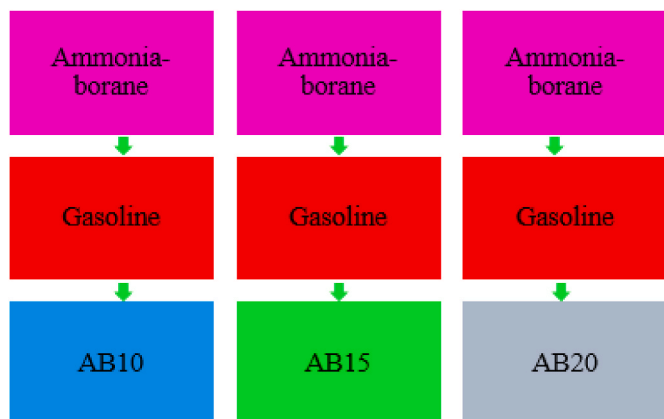 Ammonia-
borane
Ammonia-
borane
Ammonia-
borane
Gasoline
Gasoline
Gasoline
AB10
AB15
AB20